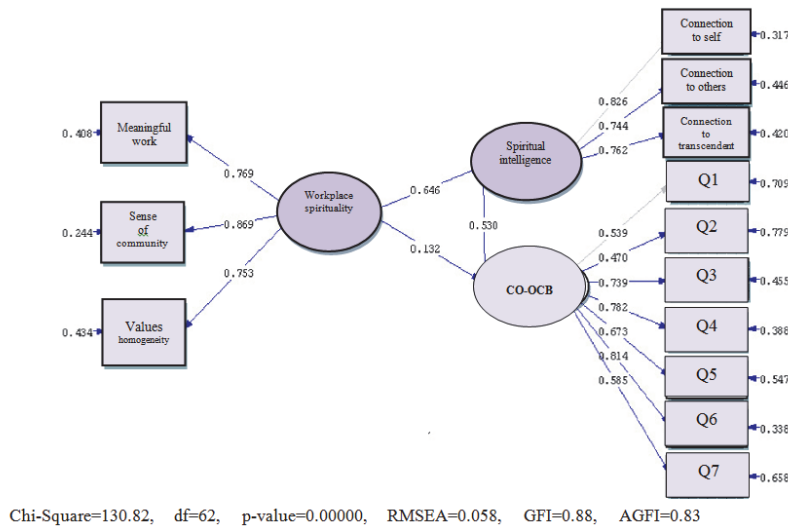 Connection
to self
0.317
Connection
to others
0.446
Connection
to
transcendent
0.420
0.826
0.744
0.762
Meaningful
work
0.408
Sense
of
community
0.244
Values
homogeneity
0.434
0.769
0.869
0.753
Workplace
spirituality
Spiritual
intelligence
0.646
0.132
0.530
CO-OCB
0.539
0.470
0.739
0.782
0.673
0.814
0.585
Q1
0.709
Q2
0.779
Q3
0.455
Q4
0.388
Q5
0.547
Q6
0.338
Q7
0.658
Chi-Square=130.82, df=62, p-value=0.00000, RMSEA=0.058, GFI=0.88, AGFI=0.83